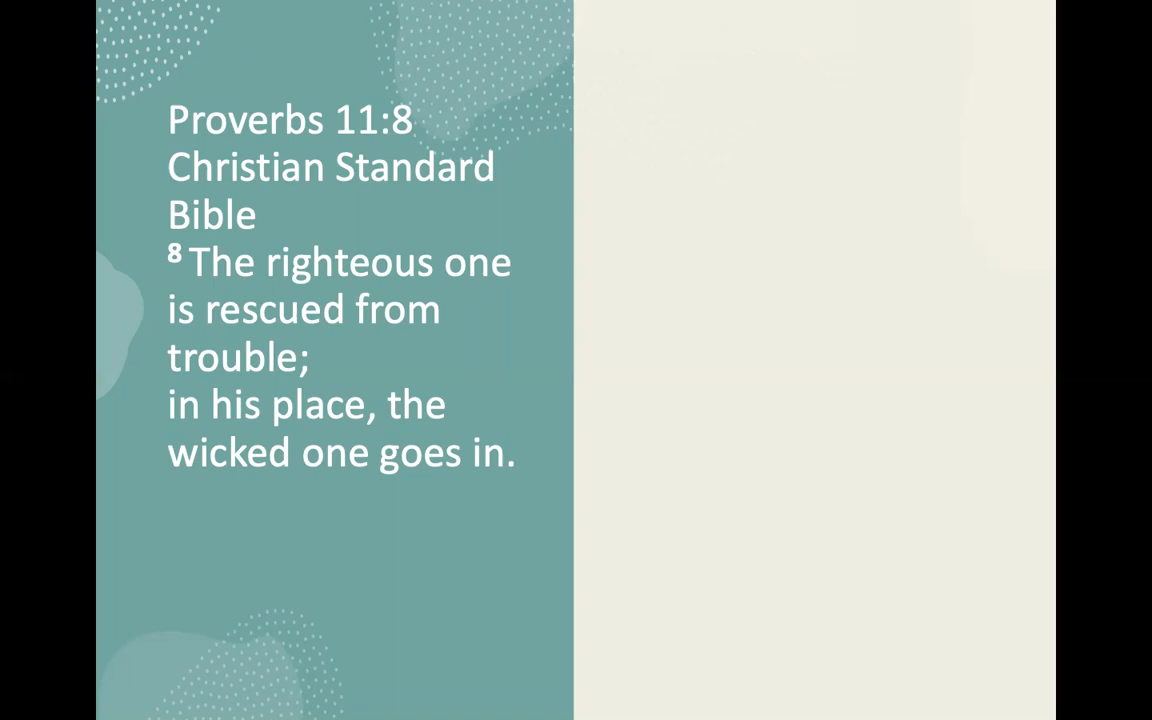 Proverbs 11:8
Christian Standard
Bible
⁸ The righteous one
is rescued from
trouble;
in his place, the
wicked one goes in.